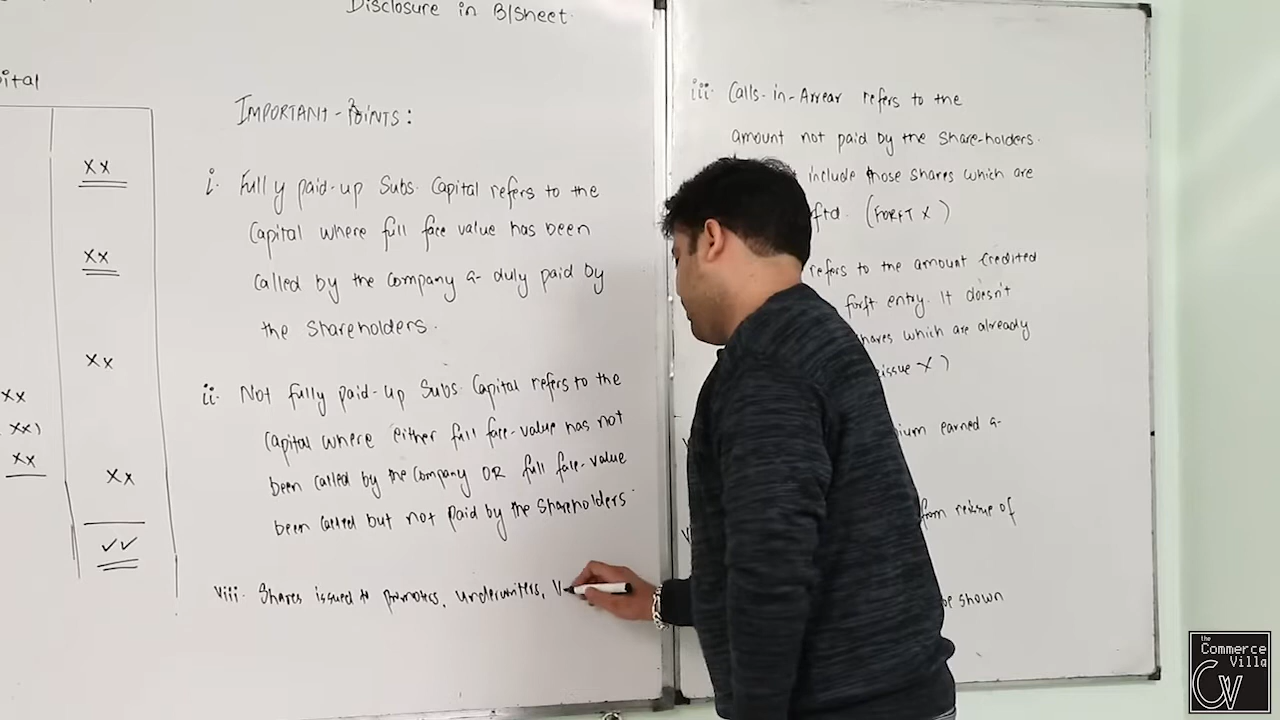 Disclosure in B/Sheet.
pital
IMPORTANT-POINTS:
XX
XX
XX
XX
XX)
XX
XX
✓✓
i. Fully paid-up Subs. Capital refers to the
Capital where full face value has been
called by the Company & duly paid by
the shareholders.
ii. Not fully paid-up Subs. Capital refers to the
Capital where either full face-value has not
been called by the Company OR full face-value
been called but not paid by the shareholders.
viii. Shares issued to promoters, underwriters, V
iii. Calls-in-Arrear refers to the
amount not paid by the share-holders.
include those shares which are
ftd. (FORFT X)
refers to the amount credited
forft entry. It doesn't
hares which are already
eissue X)
ium earned &
from
of
be shown
the
Commerce
Villa
CV